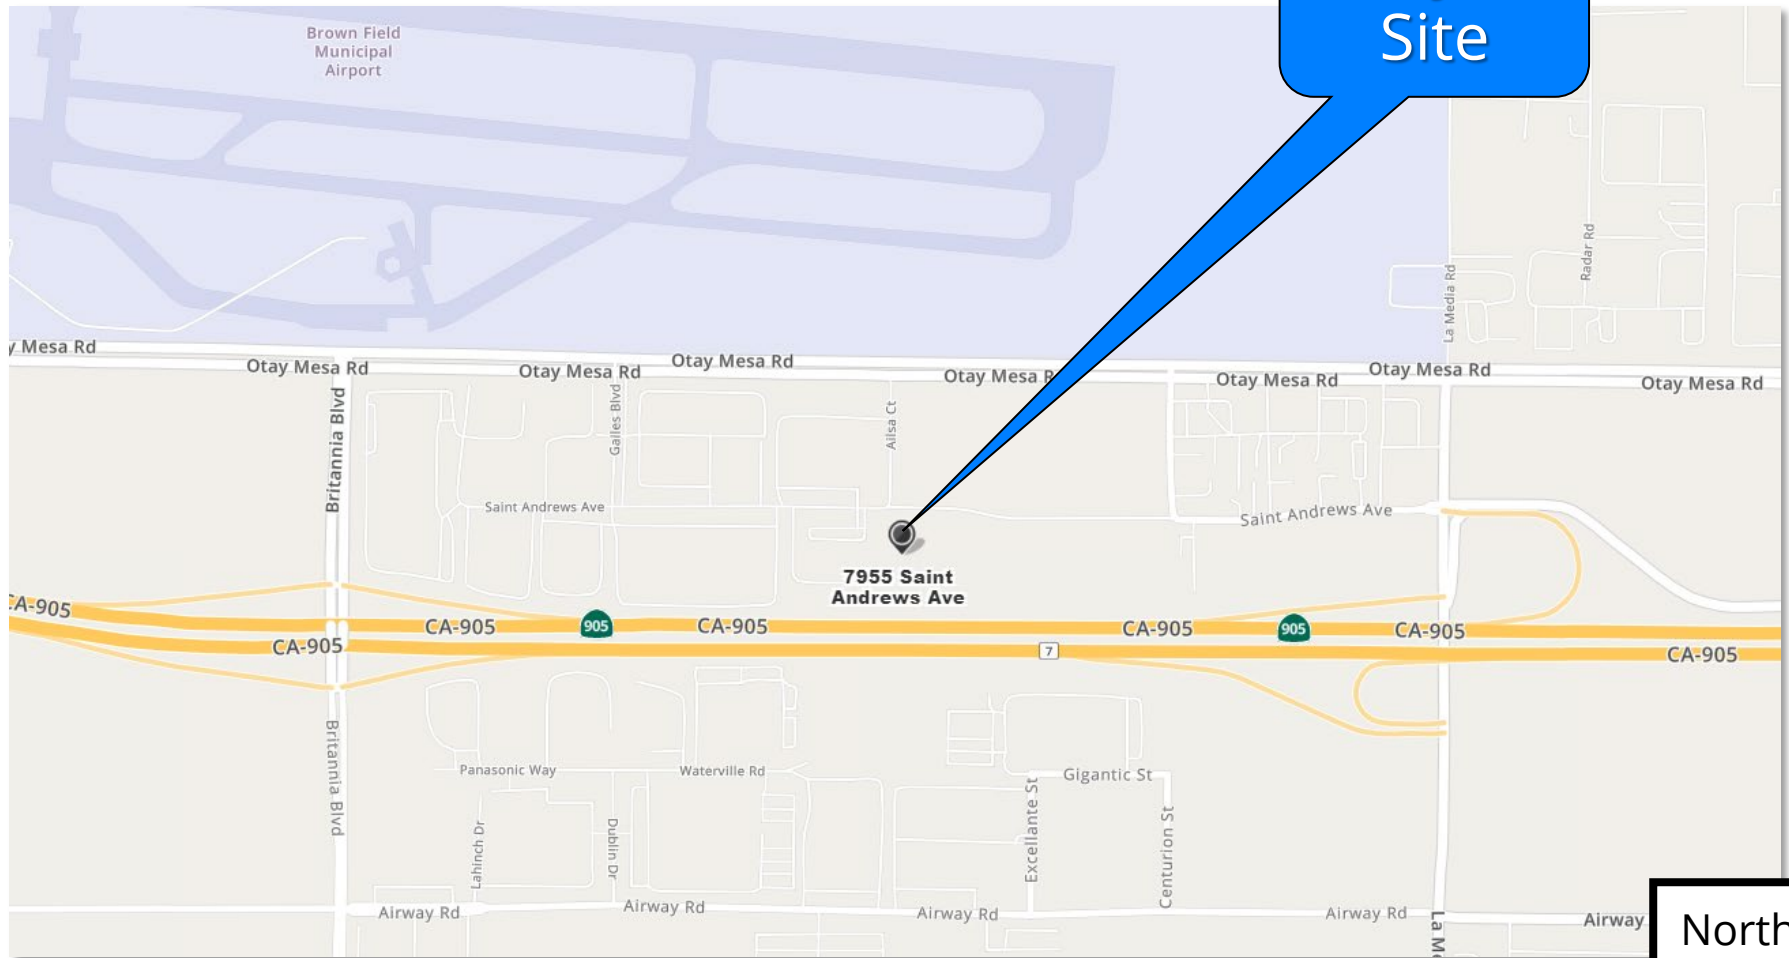 Site
Brown Field
Municipal
Airport
Radar Rd
La Media Rd
Mesa Rd
Otay Mesa Rd
Otay Mesa Rd
Otay Mesa Rd
Otay Mesa
Otay Mesa Rd
Otay Mesa Rd
Otay Mesa Rd
Britannia Blvd
Gailes Blvd
Ailsa Ct
Saint Andrews Ave
Saint Andrews Ave
7955 Saint
Andrews Ave
CA-905
CA-905
905
CA-905
CA-905
905
CA-905
CA-905
7
CA-905
Britannia Blvd
Panasonic Way
Waterville Rd
Gigantic St
Lahinch Dr
Dublin Dr
Excellante St
Centurion St
Airway Rd
Airway Rd
Airway Rd
Airway Rd
La M
Airway
North